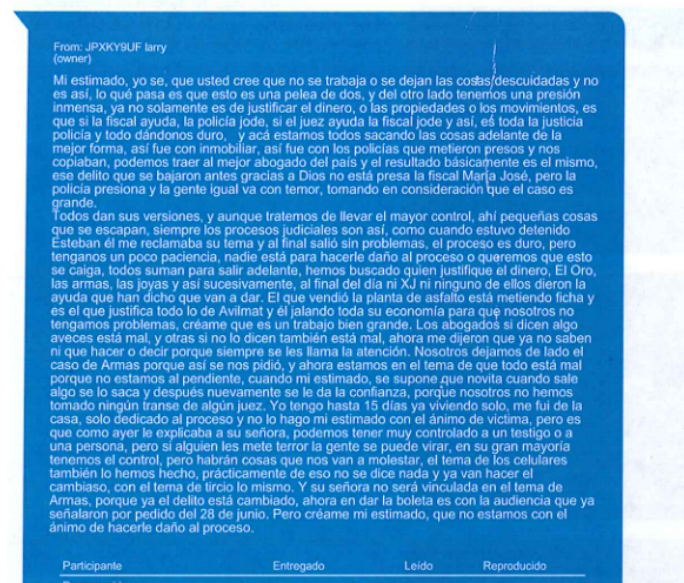 From: JPXKY9UF larry
(owner)
Mi estimado, yo se, que usted cree que no se trabaja o se dejan las costas descuidadas y no
es así, lo qué pasa es que esto es una pelea de dos, y del otro lado tenemos una presión
inmensa, ya no solamente es de justificar el dinero, o las propiedades o los movimientos, es
que si la fiscal ayuda, la policía jode, si el juez ayuda la fiscal jode y así, es toda la justicia
policía y todo dándonos duro, y acá estamos todos sacando las cosas adelante de la
mejor forma, así fue con inmobiliar, así fue con los policías que metieron presos y nos
copiaban, podemos traer al mejor abogado del país y el resultado básicamente es el mismo,
ese delito que se bajaron antes gracias a Dios no está presa la fiscal María José, pero la
policía presiona y la gente igual va con temor, tomando en consideración que el caso es
grande.
Todos dan sus versiones, y aunque tratemos de llevar el mayor control, ahí pequeñas cosas
que se escapan, siempre los procesos judiciales son así, como cuando estuvo detenido
Esteban él me reclamaba su tema y al final salió sin problemas, el proceso es duro, pero
tenganos un poco paciencia, nadie está para hacerle daño al proceso o queremos que esto
se caiga, todos suman para salir adelante, hemos buscado quien justifique el dinero, El Oro,
las armas, las joyas y así sucesivamente, al final del día ni XJ ni ninguno de ellos dieron la
ayuda que han dicho que van a dar. El que vendió la planta de asfalto está metiendo ficha y
es el que justifica todo lo de Avilmat y él jalando toda su economía para qué nosotros no
tengamos problemas, créame que es un trabajo bien grande. Los abogados si dicen algo
aveces está mal, y otras si no lo dicen también está mal, ahora me dijeron que ya no saben
ni que hacer o decir porque siempre se les llama la atención. Nosotros dejamos de lado el
caso de Armas porque así se nos pidió, y ahora estamos en el tema de que todo está mal
porque no estamos al pendiente, cuando mi estimado, se supone que novita cuando sale
algo se lo saca y después nuevamente se le da la confianza, porque nosotros no hemos
tomado ningún transe de algún juez. Yo tengo hasta 15 días ya viviendo solo, me fui de la
casa, solo dedicado al proceso y no lo hago mi estimado con el ánimo de victima, pero es
que como ayer le explicaba a su señora, podemos tener muy controlado a un testigo o a
una persona, pero si alguien les mete terror la gente se puede virar, en su gran mayoría
tenemos el control, pero habrán cosas que nos van a molestar, el tema de los celulares
también lo hemos hecho, prácticamente de eso no se dice nada y ya van hacer el
cambiaso, con el tema de tircio lo mismo. Y su señora no será vinculada en el tema de
Armas, porque ya el delito está cambiado, ahora en dar la boleta es con la audiencia que ya
señalaron por pedido del 28 de junio. Pero créame mi estimado, que no estamos con el
ánimo de hacerle daño al proceso.
Participante Entregado Leído Reproducido